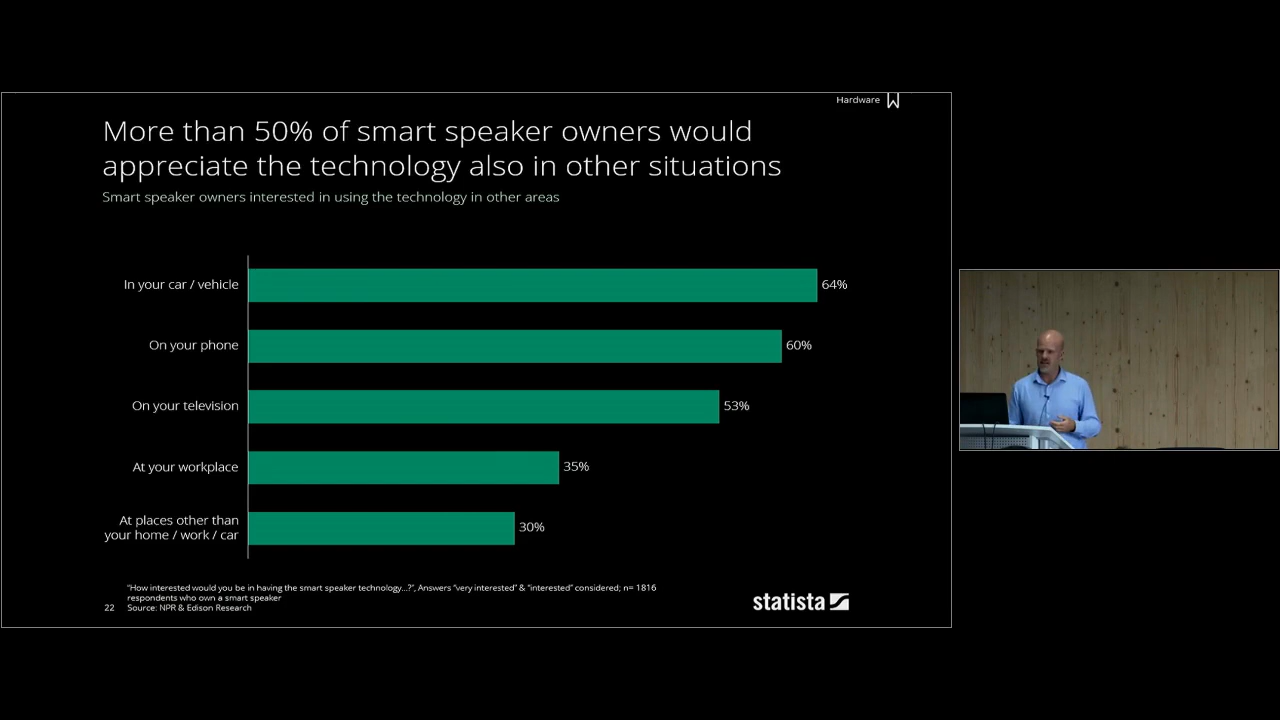 Hardware
More than 50% of smart speaker owners would
appreciate the technology also in other situations
Smart speaker owners interested in using the technology in other areas
In your car / vehicle
64%
On your phone
60%
On your television
53%
At your workplace
35%
At places other than
your home / work / car
30%
"How interested would you be in having the smart speaker technology...?", Answers "very interested" & "interested" considered; n= 1816
respondents who own a smart speaker
22 Source: NPR & Edison Research
statista